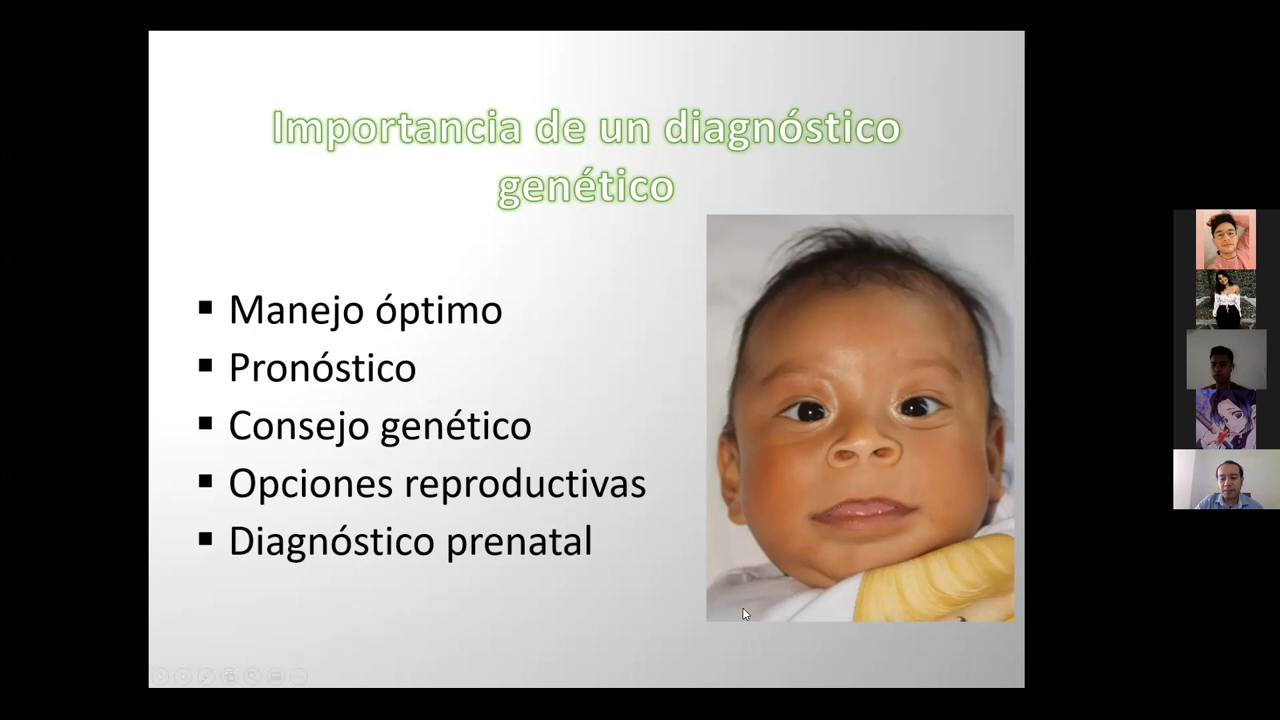 Importancia de un diagnóstico
genético
Manejo óptimo
Pronóstico
Consejo genético
Opciones reproductivas
Diagnóstico prenatal